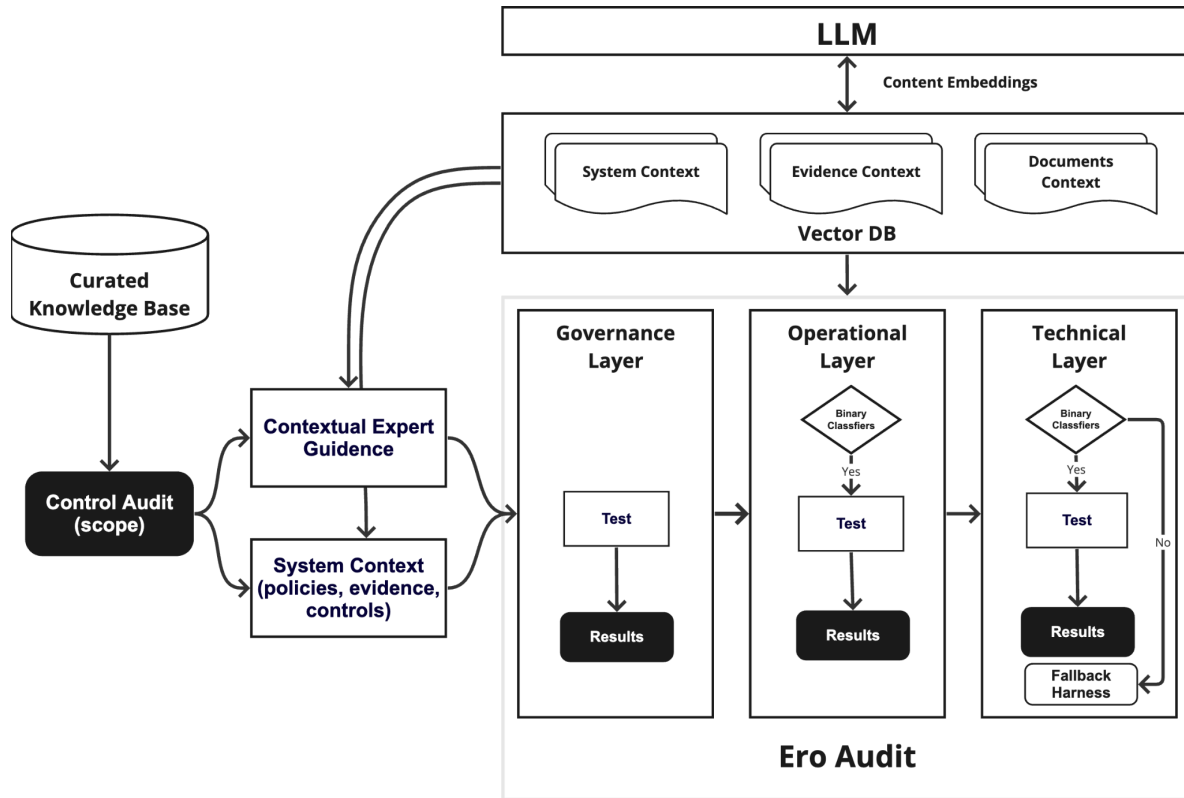 LLM
Content Embeddings
System Context
Evidence Context
Documents
Context
Vector DB
Curated
Knowledge Base
Control Audit
(scope)
Contextual Expert
Guidance
System Context
(policies, evidence,
controls)
Governance
Layer
Test
Results
Operational
Layer
Binary
Classfiers
Yes
Test
Results
Technical
Layer
Binary
Classfiers
Yes
No
Test
Results
Fallback
Harness
Ero Audit